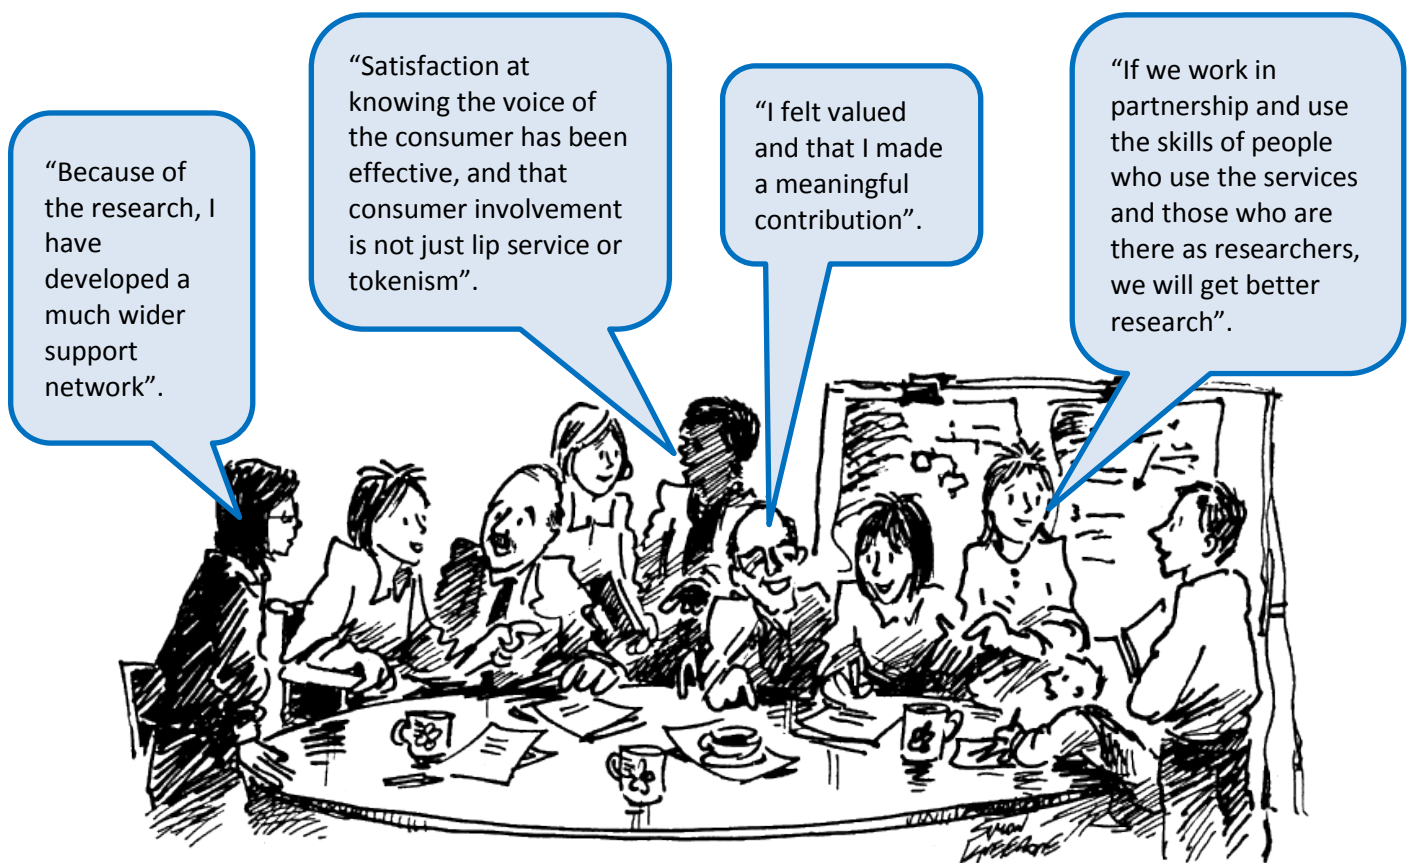 “Because of
the research, I
have
developed a
much wider
support
network”.
“Satisfaction at
knowing the voice of
the consumer has been
effective, and that
consumer involvement
is not just lip service or
tokenism”.
“I felt valued
and that I made
a meaningful
contribution”.
“If we work in
partnership and use
the skills of people
who use the services
and those who are
there as researchers,
we will get better
research”.